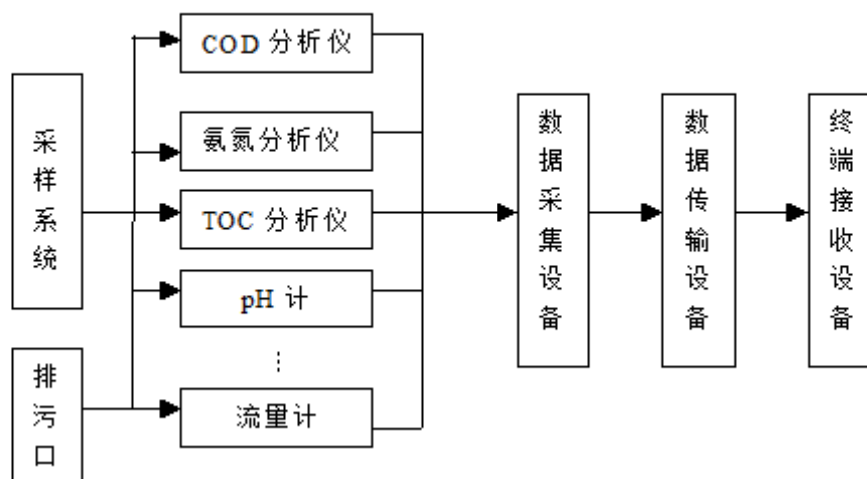 采样系统
排污口
COD 分析仪
氨氮分析仪
TOC 分析仪
pH 计
⋮
流量计
数据采集设备
数据传输设备
终端接收设备